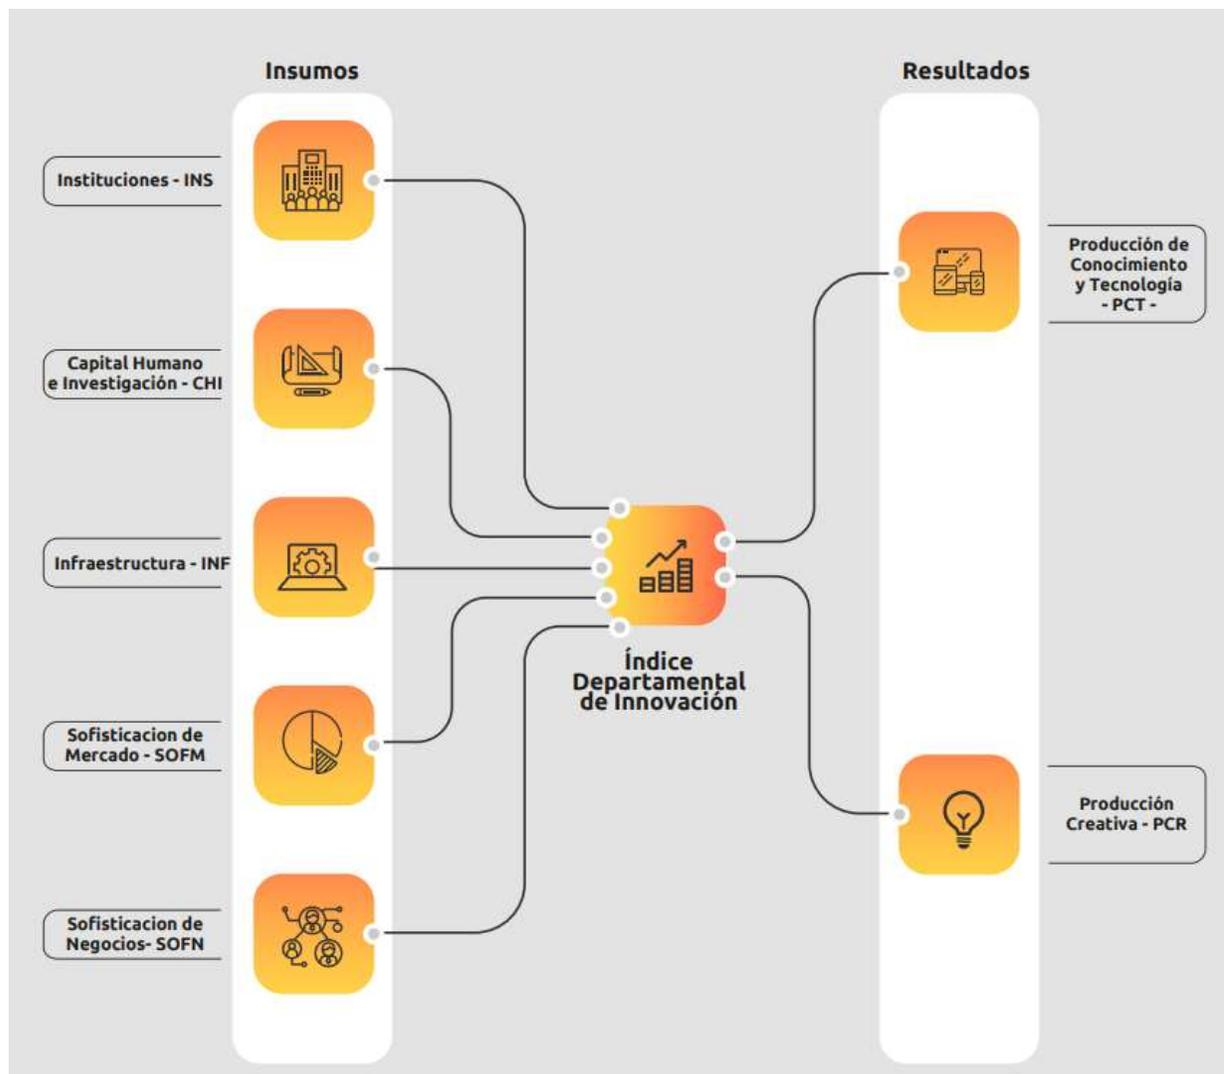 Insumos
Resultados
Instituciones - INS
Capital Humano
e Investigación - CHI
Infraestructura - INF
Sofisticacion de
Mercado - SOFM
Sofisticacion de
Negocios- SOFN
Índice
Departamental
de Innovación
Producción de
Conocimiento
y Tecnología
- PCT -
Producción
Creativa - PCR